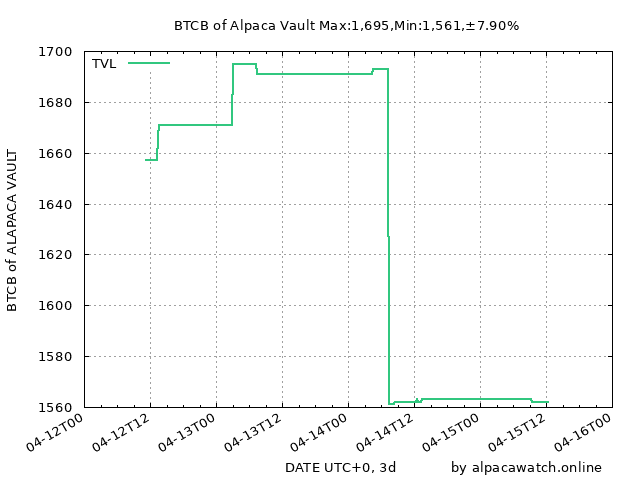 BTCB of Alpaca Vault Max:1,695,Min:1,561,±7.90%
TVL
1700
1680
1660
1640
1620
1600
1580
1560
BTCB of ALAPACA VAULT
04-12T00
04-12T12
04-13T00
04-13T12
04-14T00
04-14T12
04-15T00
04-15T12
04-16T00
DATE UTC+0, 3d
by alpacawatch.online